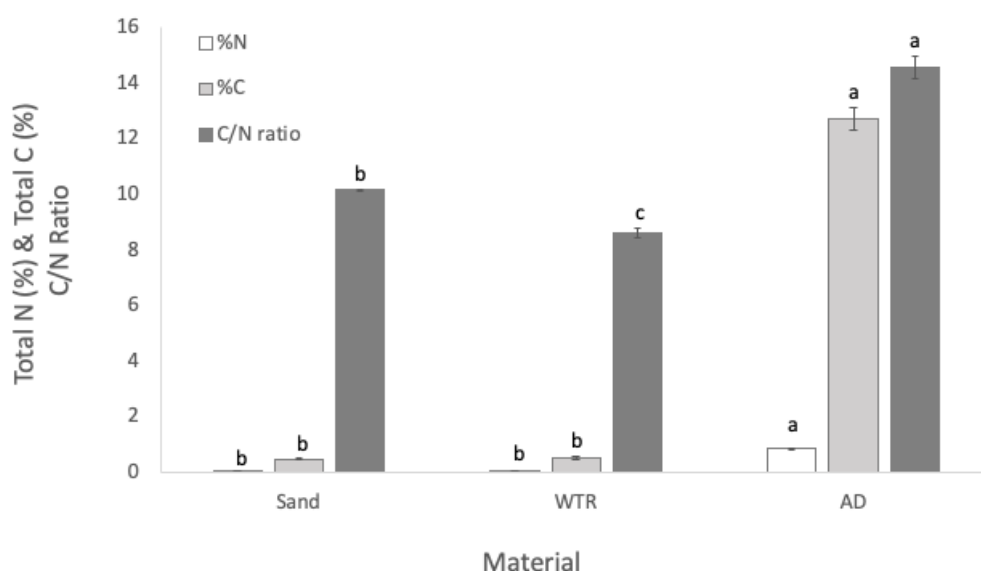 Total N (%) & Total C (%)
C/N Ratio
16
14
12
10
8
6
4
2
0
%N
%C
C/N ratio
b
b
b
b
b
c
a
a
a
Sand
WTR
AD
Material